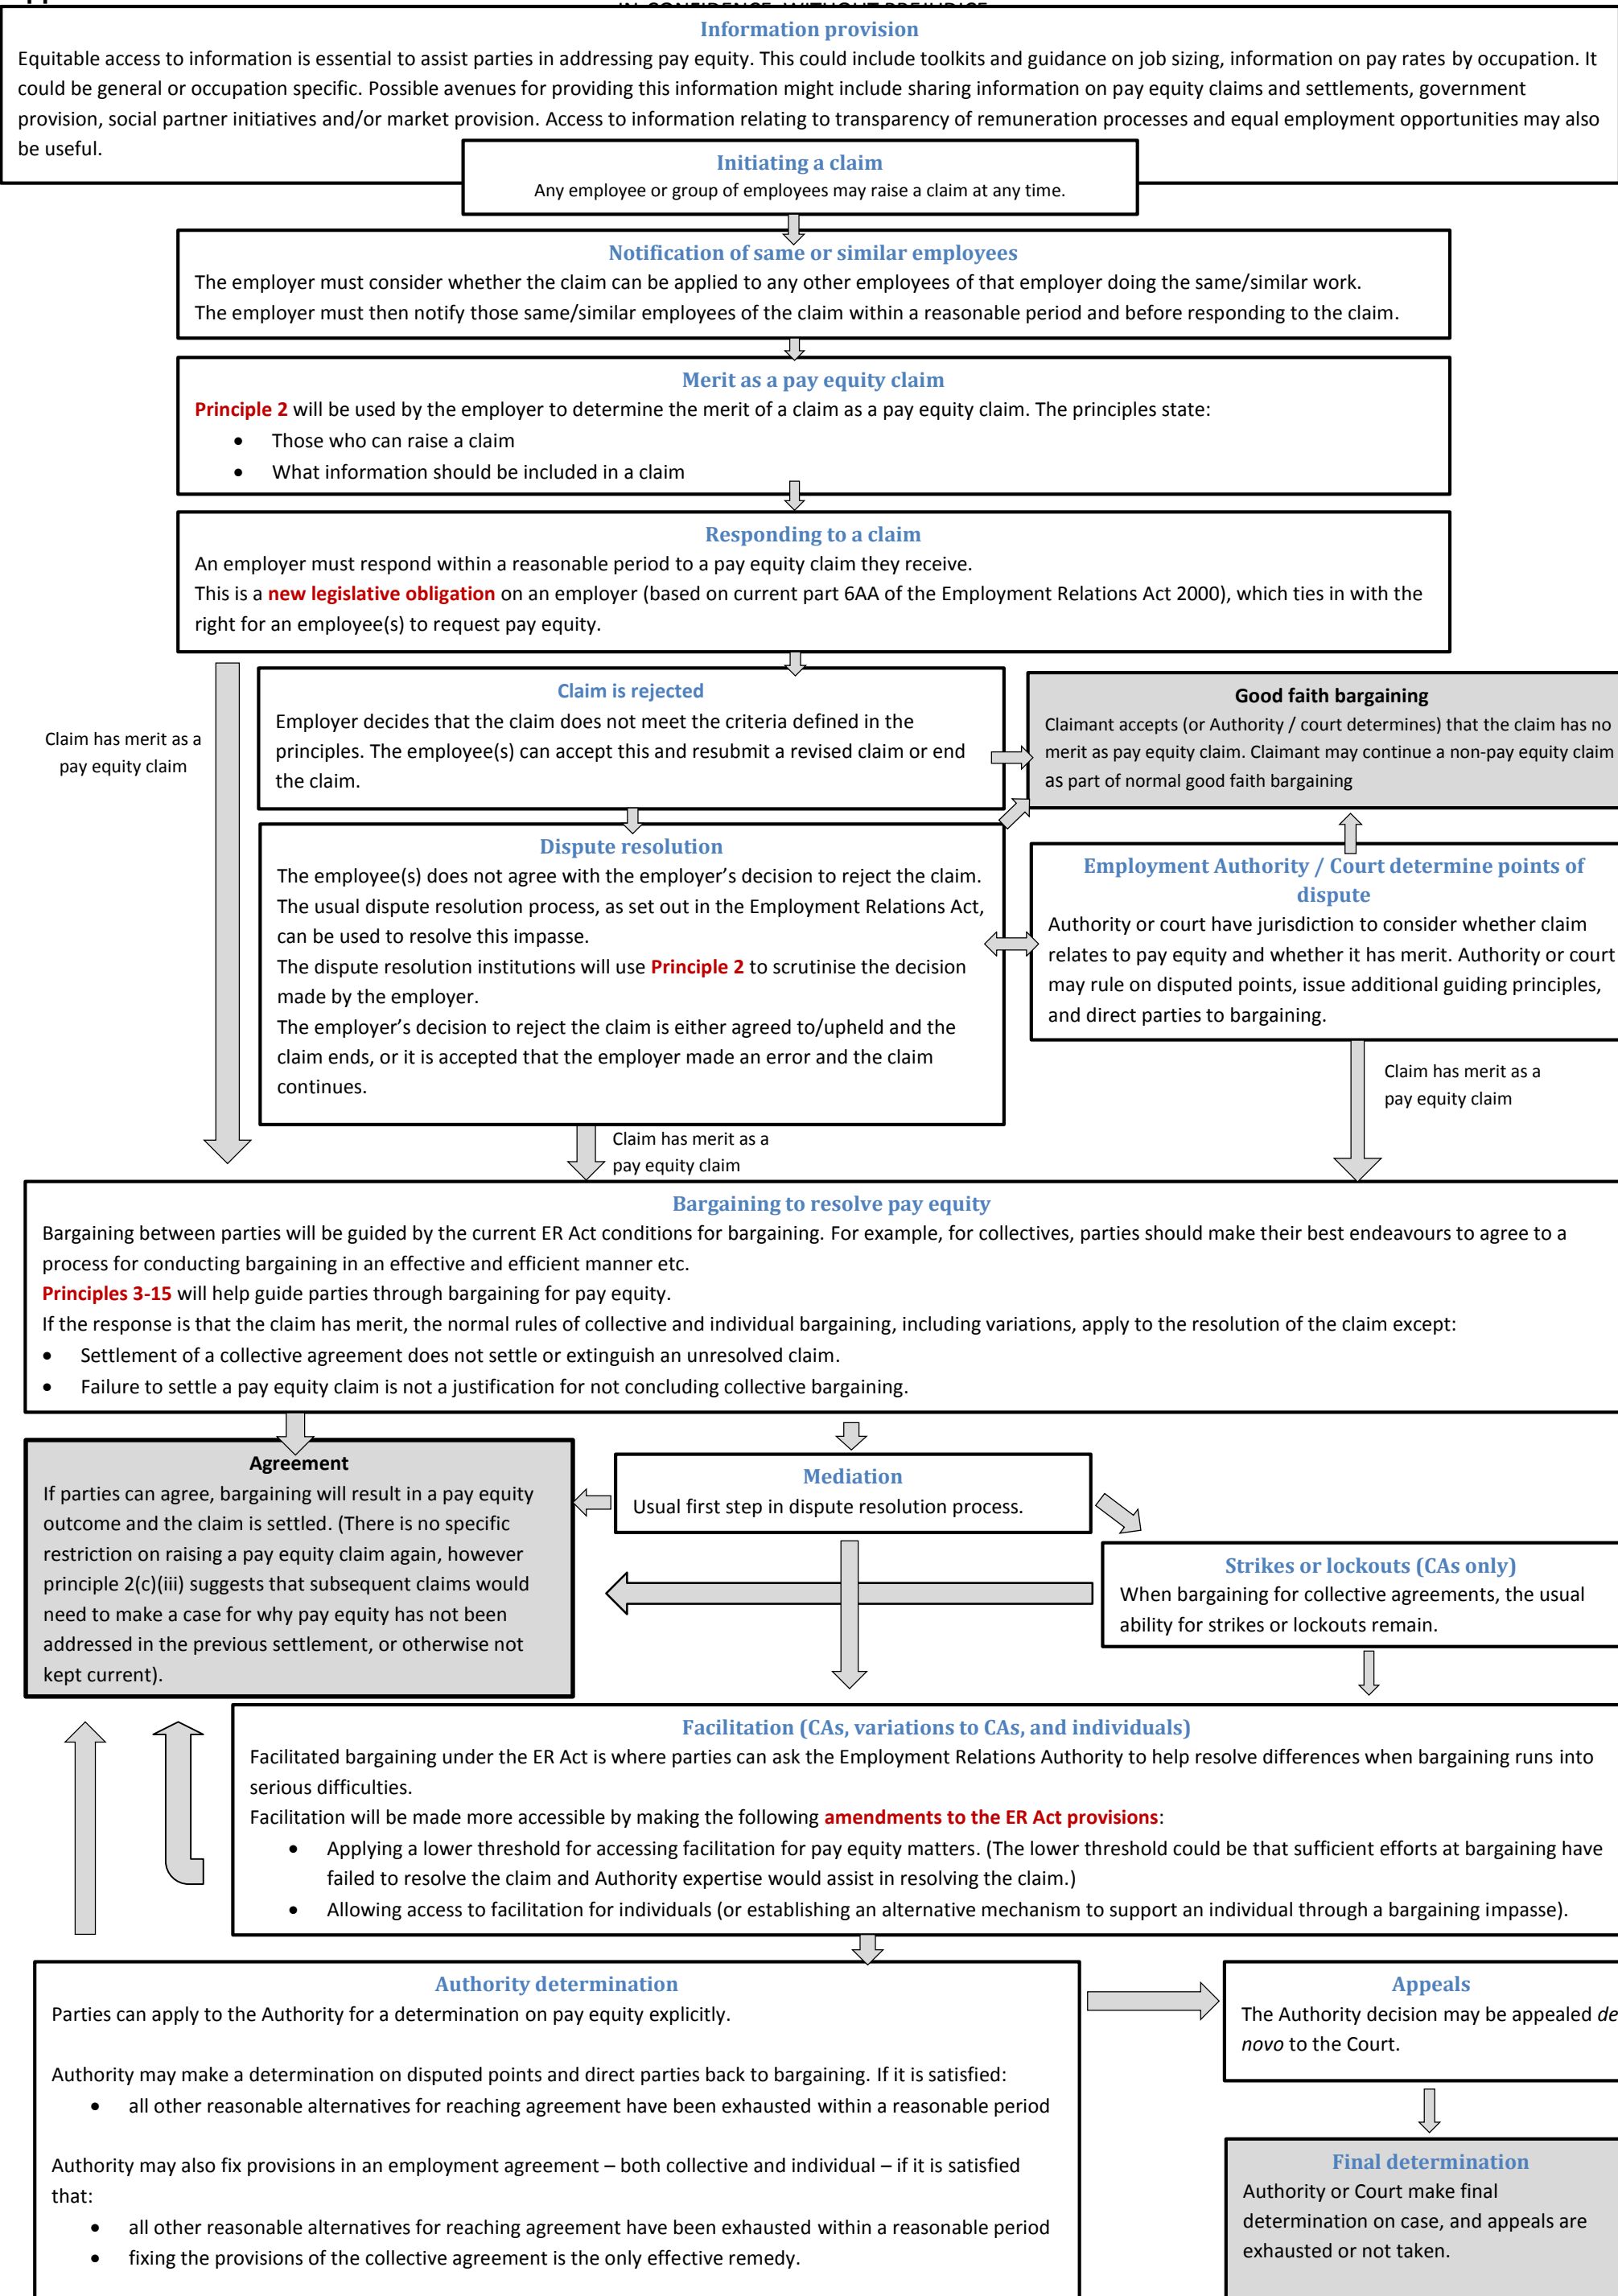 IN-CONFIDENCE: WITHOUT PREJUDICE
Information provision
Equitable access to information is essential to assist parties in addressing pay equity. This could include toolkits and guidance on job sizing, information on pay rates by occupation. It
could be general or occupation specific. Possible avenues for providing this information might include sharing information on pay equity claims and settlements, government
provision, social partner initiatives and/or market provision. Access to information relating to transparency of remuneration processes and equal employment opportunities may also
be useful.
Initiating a claim
Any employee or group of employees may raise a claim at any time.
Notification of same or similar employees
The employer must consider whether the claim can be applied to any other employees of that employer doing the same/similar work.
The employer must then notify those same/similar employees of the claim within a reasonable period and before responding to the claim.
Merit as a pay equity claim
Principle 2 will be used by the employer to determine the merit of a claim as a pay equity claim. The principles state:
• Those who can raise a claim
• What information should be included in a claim
Responding to a claim
An employer must respond within a reasonable period to a pay equity claim they receive.
This is a new legislative obligation on an employer (based on current part 6AA of the Employment Relations Act 2000), which ties in with the
right for an employee(s) to request pay equity.
Claim has merit as a
pay equity claim
Claim is rejected
Employer decides that the claim does not meet the criteria defined in the
principles. The employee(s) can accept this and resubmit a revised claim or end
the claim.
Good faith bargaining
Claimant accepts (or Authority / court determines) that the claim has no
merit as pay equity claim. Claimant may continue a non-pay equity claim
as part of normal good faith bargaining
Dispute resolution
The employee(s) does not agree with the employer's decision to reject the claim.
The usual dispute resolution process, as set out in the Employment Relations Act,
can be used to resolve this impasse.
The dispute resolution institutions will use Principle 2 to scrutinise the decision
made by the employer.
The employer's decision to reject the claim is either agreed to/upheld and the
claim ends, or it is accepted that the employer made an error and the claim
continues.
Employment Authority / Court determine points of
dispute
Authority or court have jurisdiction to consider whether claim
relates to pay equity and whether it has merit. Authority or court
may rule on disputed points, issue additional guiding principles,
and direct parties to bargaining.
Claim has merit as a
pay equity claim
Claim has merit as a
pay equity claim
Bargaining to resolve pay equity
Bargaining between parties will be guided by the current ER Act conditions for bargaining. For example, for collectives, parties should make their best endeavours to agree to a
process for conducting bargaining in an effective and efficient manner etc.
Principles 3-15 will help guide parties through bargaining for pay equity.
If the response is that the claim has merit, the normal rules of collective and individual bargaining, including variations, apply to the resolution of the claim except:
• Settlement of a collective agreement does not settle or extinguish an unresolved claim.
• Failure to settle a pay equity claim is not a justification for not concluding collective bargaining.
Agreement
If parties can agree, bargaining will result in a pay equity
outcome and the claim is settled. (There is no specific
restriction on raising a pay equity claim again, however
principle 2(c)(iii) suggests that subsequent claims would
need to make a case for why pay equity has not been
addressed in the previous settlement, or otherwise not
kept current).
Mediation
Usual first step in dispute resolution process.
Strikes or lockouts (CAs only)
When bargaining for collective agreements, the usual
ability for strikes or lockouts remain.
Facilitation (CAs, variations to CAs, and individuals)
Facilitated bargaining under the ER Act is where parties can ask the Employment Relations Authority to help resolve differences when bargaining runs into
serious difficulties.
Facilitation will be made more accessible by making the following amendments to the ER Act provisions:
• Applying a lower threshold for accessing facilitation for pay equity matters. (The lower threshold could be that sufficient efforts at bargaining have
failed to resolve the claim and Authority expertise would assist in resolving the claim.)
• Allowing access to facilitation for individuals (or establishing an alternative mechanism to support an individual through a bargaining impasse).
Authority determination
Parties can apply to the Authority for a determination on pay equity explicitly.
Authority may make a determination on disputed points and direct parties back to bargaining. If it is satisfied:
• all other reasonable alternatives for reaching agreement have been exhausted within a reasonable period
Authority may also fix provisions in an employment agreement – both collective and individual – if it is satisfied
that:
• all other reasonable alternatives for reaching agreement have been exhausted within a reasonable period
• fixing the provisions of the collective agreement is the only effective remedy.
Appeals
The Authority decision may be appealed de
novo to the Court.
Final determination
Authority or Court make final
determination on case, and appeals are
exhausted or not taken.